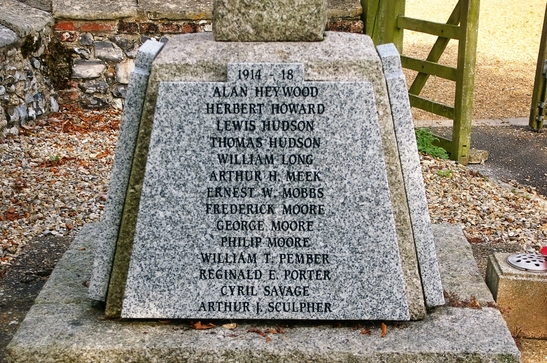 1914 - 18
ALAN HEYWOOD
HERBERT HOWARD
LEWIS HUDSON
THOMAS HUDSON
WILLIAM LONG
ARTHUR H. MEEK
ERNEST W. MOBBS
FREDERICK MOORE
GEORGE MOORE
PHILIP MOORE
WILLIAM T. PEMBER
REGINALD E. PORTER
CYRIL SAVAGE
ARTHUR J. SCULPHER